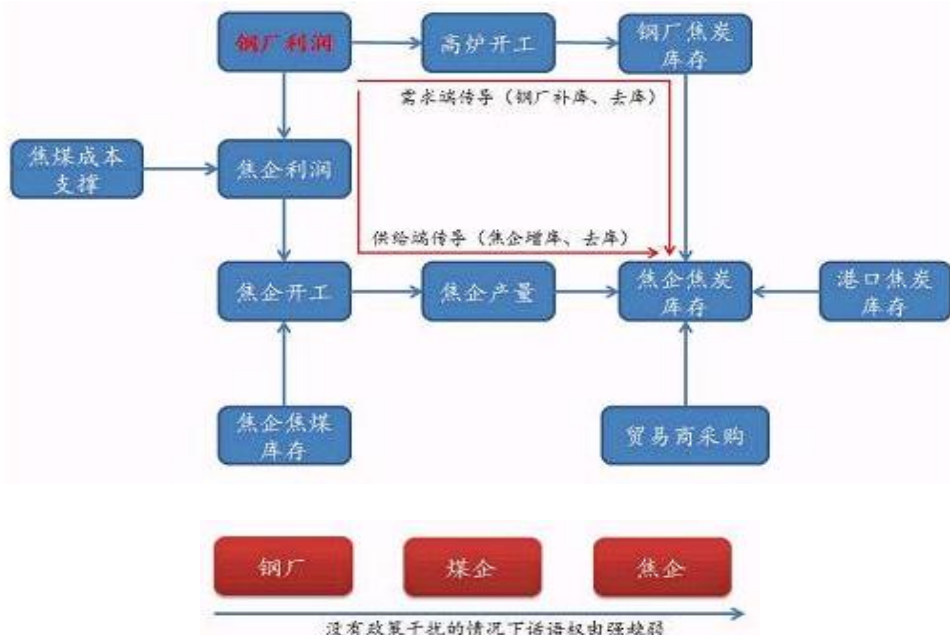 钢厂利润
高炉开工
钢厂焦炭
库存
需求端传导（钢厂补库、去库）
焦煤成本
支撑
焦企利润
供给端传导（焦企增库、去库）
焦企开工
焦企产量
焦企焦炭
库存
港口焦炭
库存
焦企焦煤
库存
贸易商采购
钢厂
煤企
焦企
没有政策干扰的情况下话语权由强转弱